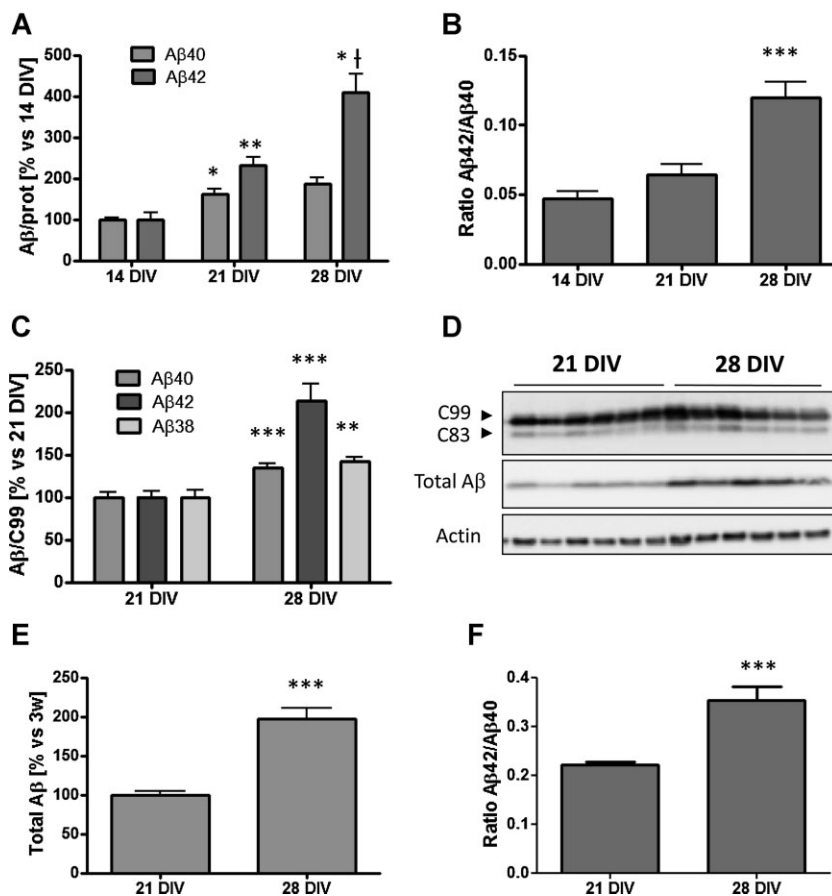 A
Aβ40
Aβ42
Aβ/prot [% vs 14 DIV]
500
400
300
200
100
0
*
**
* ƚ
14 DIV
21 DIV
28 DIV
B
Ratio Aβ42/Aβ40
0.15
0.10
0.05
0.00
***
14 DIV
21 DIV
28 DIV
C
Aβ40
Aβ42
Aβ38
Aβ/C99 [% vs 21 DIV]
250
200
150
100
50
0
***
***
**
21 DIV
28 DIV
D
21 DIV
28 DIV
C99
C83
Total Aβ
Actin
E
Total Aβ [% vs 3w]
250
200
150
100
50
0
***
21 DIV
28 DIV
F
Ratio Aβ42/Aβ40
0.4
0.3
0.2
0.1
0.0
***
21 DIV
28 DIV